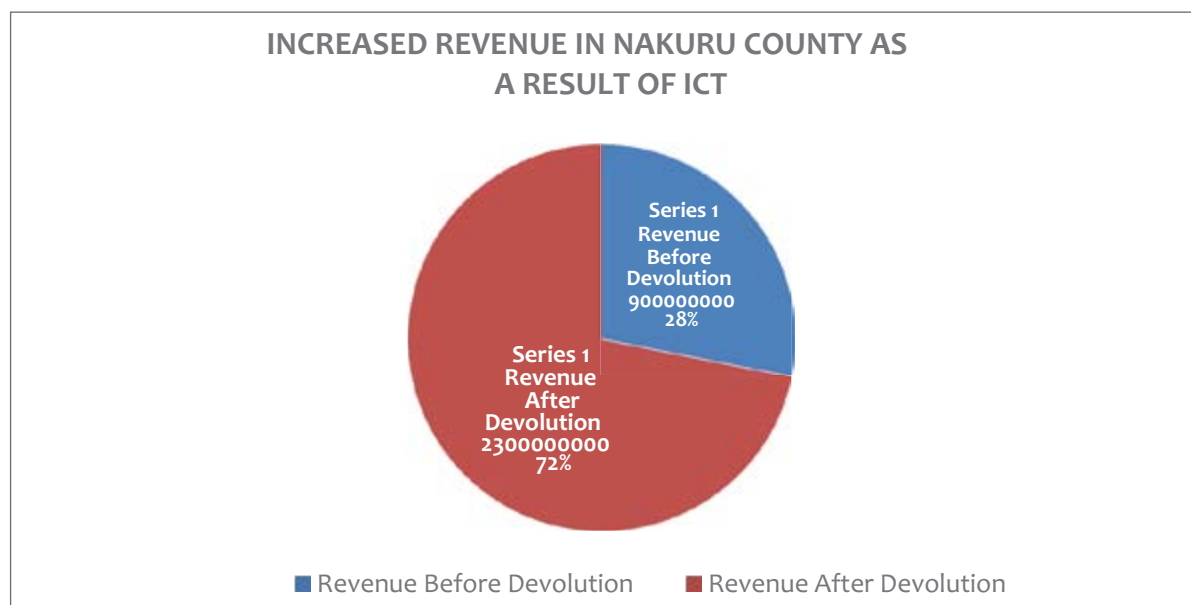 INCREASED REVENUE IN NAKURU COUNTY AS
A RESULT OF ICT
Series 1
Revenue
Before
Devolution
900000000
28%
Series 1
Revenue
After
Devolution
2300000000
72%
Revenue Before Devolution
Revenue After Devolution